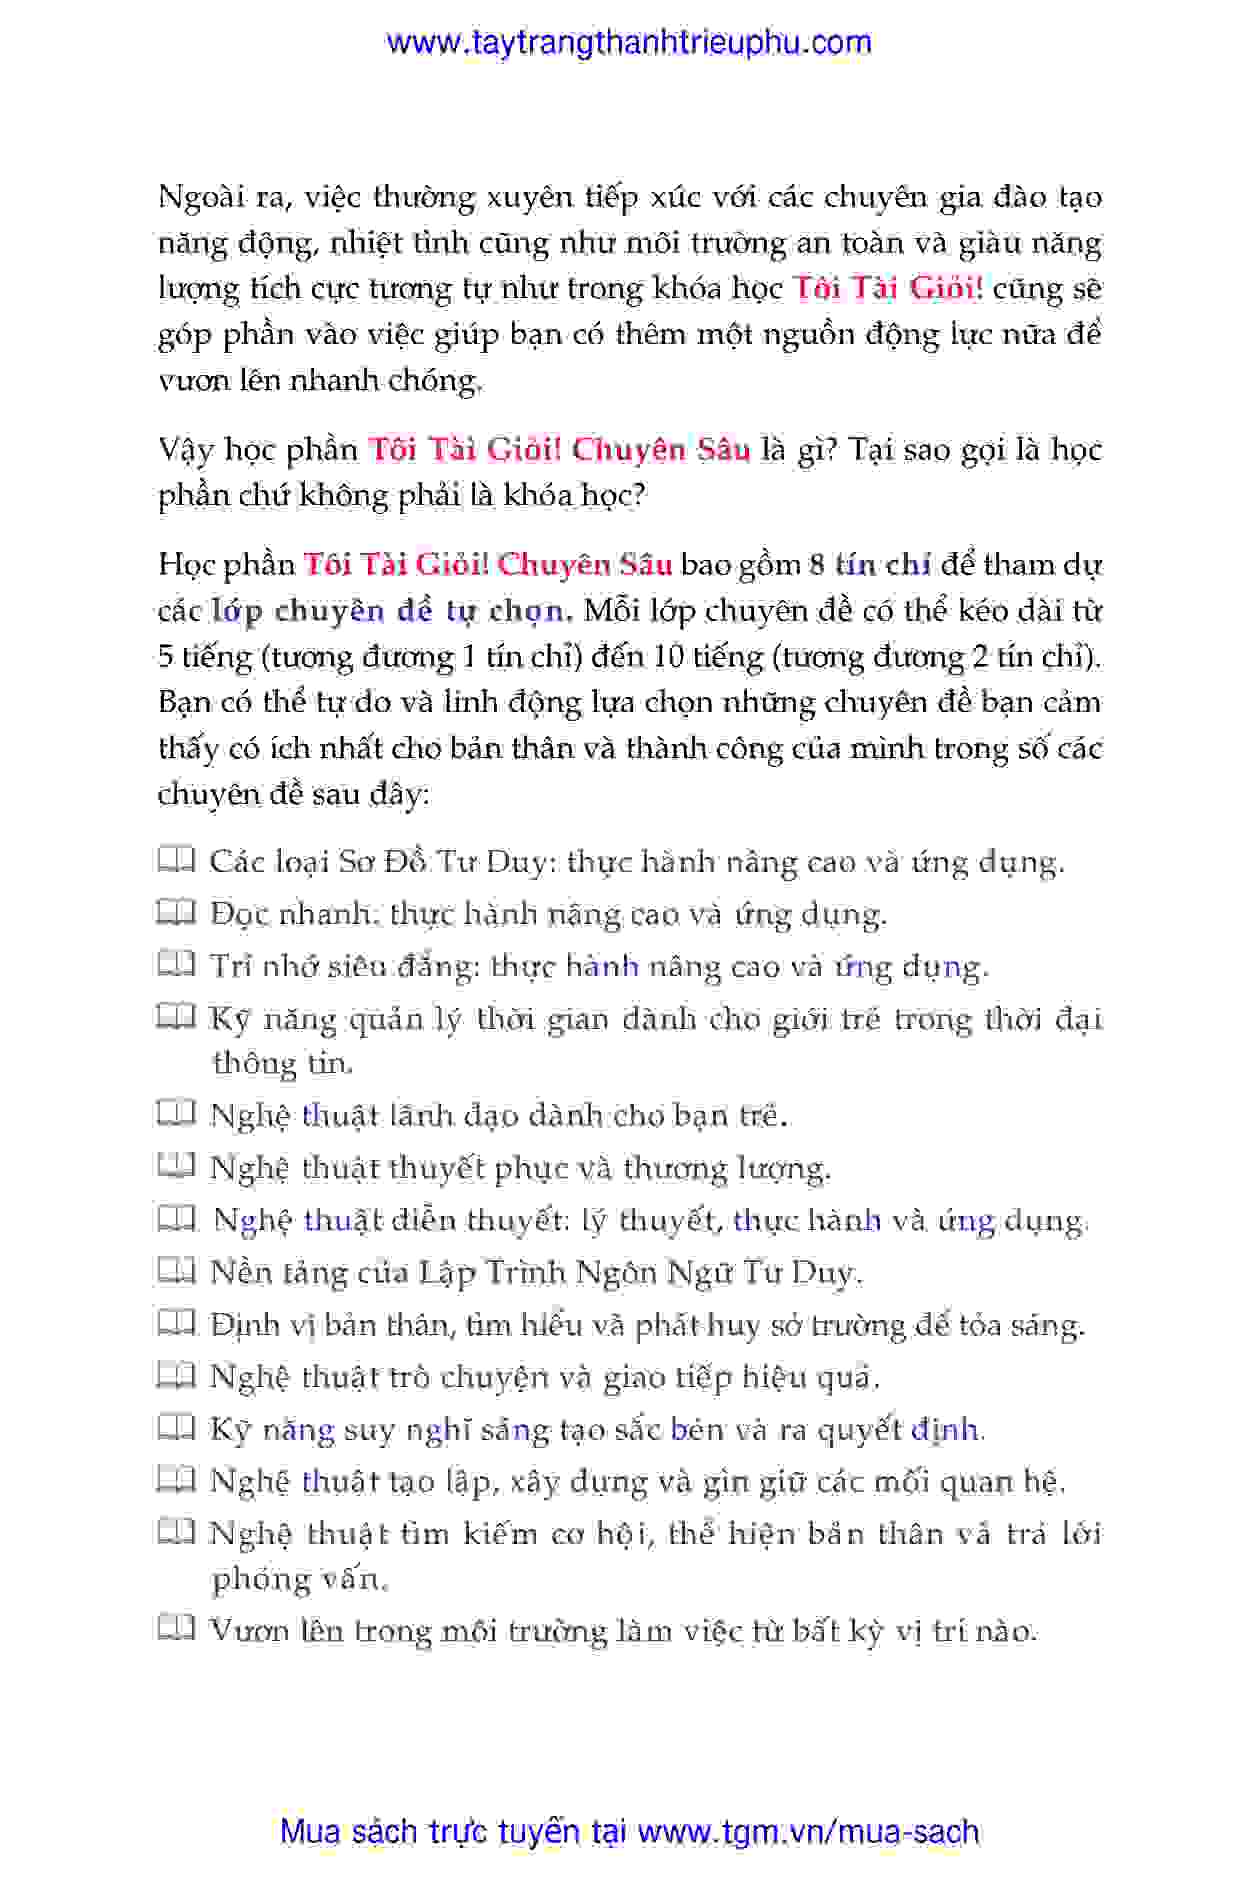 www.taytrangthanhtrieuphu.com
Ngoài ra, việc thường xuyên tiếp xúc với các chuyên gia đào tạo
năng động, nhiệt tình cũng như môi trường an toàn và giàu năng
lượng tích cực tương tự như trong khóa học Tôi Tài Giỏi! cũng sẽ
góp phần vào việc giúp bạn có thêm một nguồn động lực nữa để
vươn lên nhanh chóng.
Vậy học phần Tôi Tài Giỏi! Chuyên Sâu là gì? Tại sao gọi là học
phần chứ không phải là khóa học?
Học phần Tôi Tài Giỏi! Chuyên Sâu bao gồm 8 tín chỉ để tham dự
các lớp chuyên đề tự chọn. Mỗi lớp chuyên đề có thể kéo dài từ
5 tiếng (tương đương 1 tín chỉ) đến 10 tiếng (tương đương 2 tín chỉ).
Bạn có thể tự do và linh động lựa chọn những chuyên đề bạn cảm
thấy có ích nhất cho bản thân và thành công của mình trong số các
chuyên đề sau đây:
Các loại Sơ Đồ Tư Duy: thực hành nâng cao và ứng dụng.
Đọc nhanh: thực hành nâng cao và ứng dụng.
Trí nhớ siêu đẳng: thực hành nâng cao và ứng dụng.
Kỹ năng quản lý thời gian dành cho giới trẻ trong thời đại
thông tin.
Nghệ thuật lãnh đạo dành cho bạn trẻ.
Nghệ thuật thuyết phục và thương lượng.
Nghệ thuật diễn thuyết: lý thuyết, thực hành và ứng dụng.
Nền tảng của Lập Trình Ngôn Ngữ Tư Duy.
Định vị bản thân, tìm hiểu và phát huy sở trường để tỏa sáng.
Nghệ thuật trò chuyện và giao tiếp hiệu quả.
Kỹ năng suy nghĩ sáng tạo sắc bén và ra quyết định.
Nghệ thuật tạo lập, xây dựng và gìn giữ các mối quan hệ.
Nghệ thuật tìm kiếm cơ hội, thể hiện bản thân và trả lời
phỏng vấn.
Vươn lên trong môi trường làm việc từ bất kỳ vị trí nào.
Mua sách trực tuyến tại www.tgm.vn/mua-sach